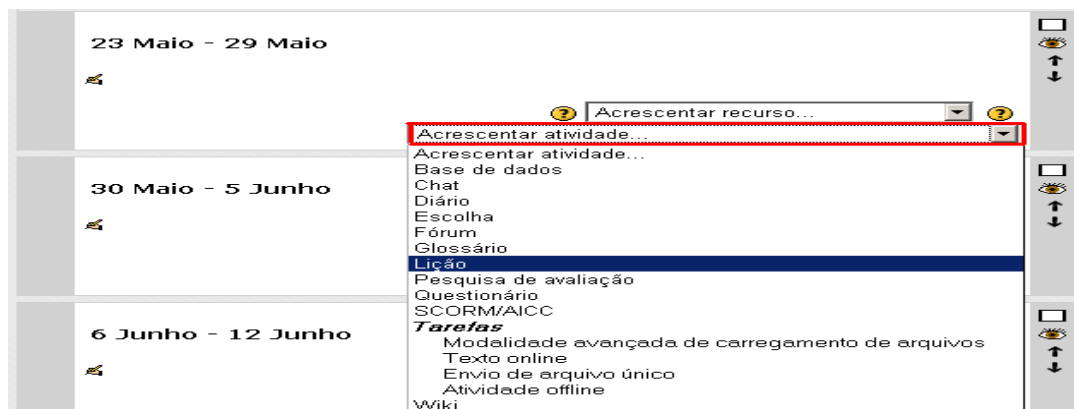 23 Maio - 29 Maio
? Acrescentar recurso... ?
Acrescentar atividade...
Acrescentar atividade...
Base de dados
Chat
Diário
Escolha
Fórum
Glossário
Lição
Pesquisa de avaliação
Questionário
SCORM/AICC
Tarefas
Modalidade avançada de carregamento de arquivos
Texto online
Envio de arquivo único
Atividade offline
Wiki
30 Maio - 5 Junho
6 Junho - 12 Junho